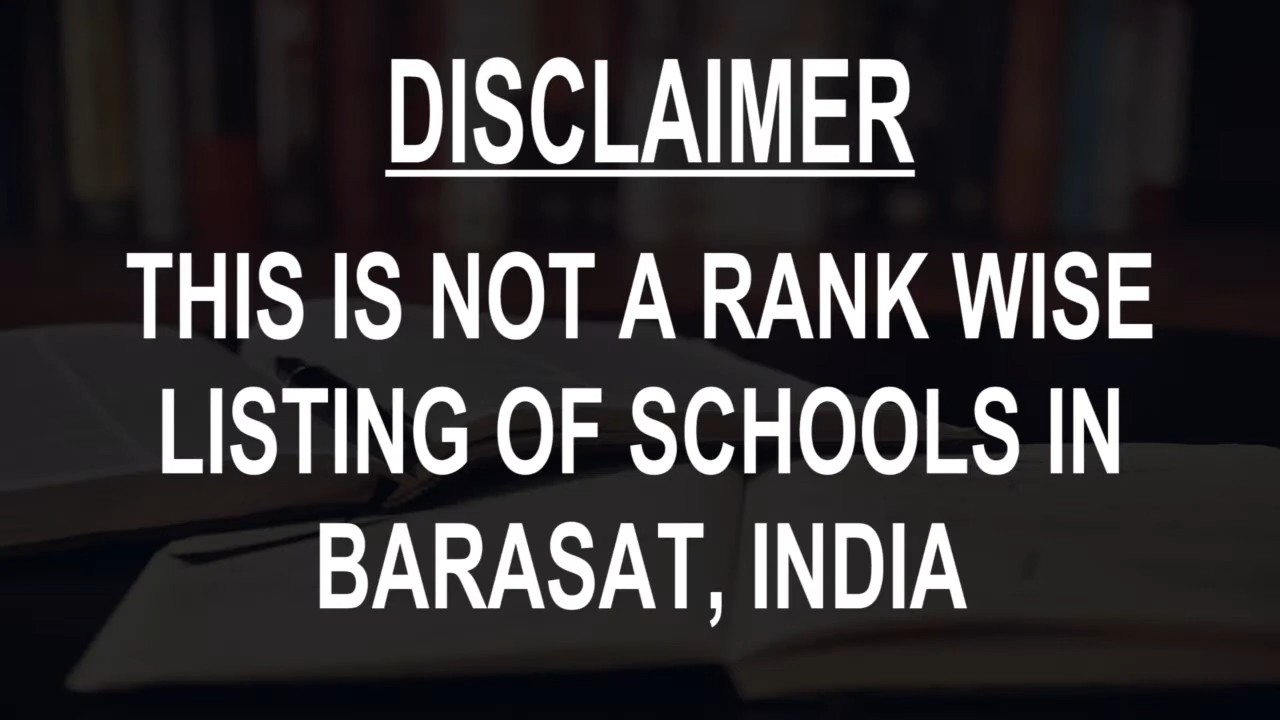 DISCLAIMER
THIS IS NOT A RANK WISE
LISTING OF SCHOOLS IN
BARASAT, INDIA